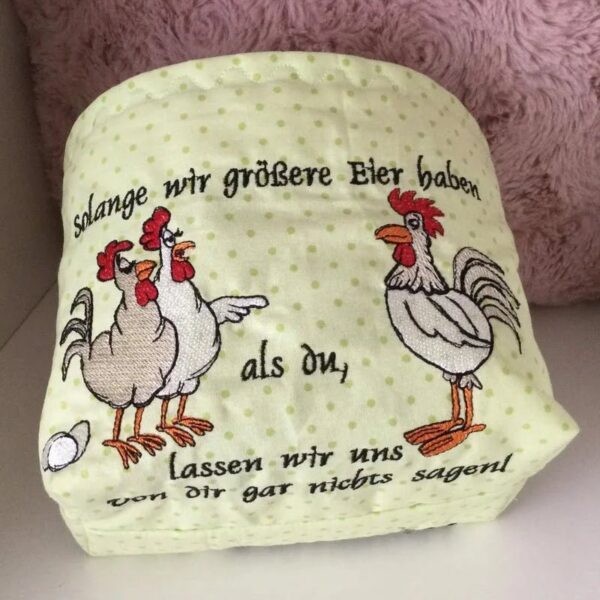 solange wir größere Eier haben
als du,
lassen wir uns
von dir gar nichts sagen!